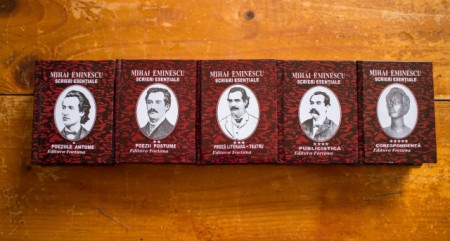 MIHAI EMINESCU
SCRIERI ESENȚIALE
★
POEZIILE ANTUME
Editura Fortuna
MIHAI EMINESCU
SCRIERI ESENȚIALE
★★
POEZII POSTUME
Editura Fortuna
MIHAI EMINESCU
SCRIERI ESENȚIALE
★★★
PROZĂ LITERARĂ - TEATRU
Editura Fortuna
MIHAI EMINESCU
SCRIERI ESENȚIALE
★★★★
PUBLICISTICĂ
Editura Fortuna
MIHAI EMINESCU
SCRIERI ESENȚIALE
★★★★★
CORESPONDENȚĂ
Editura Fortuna